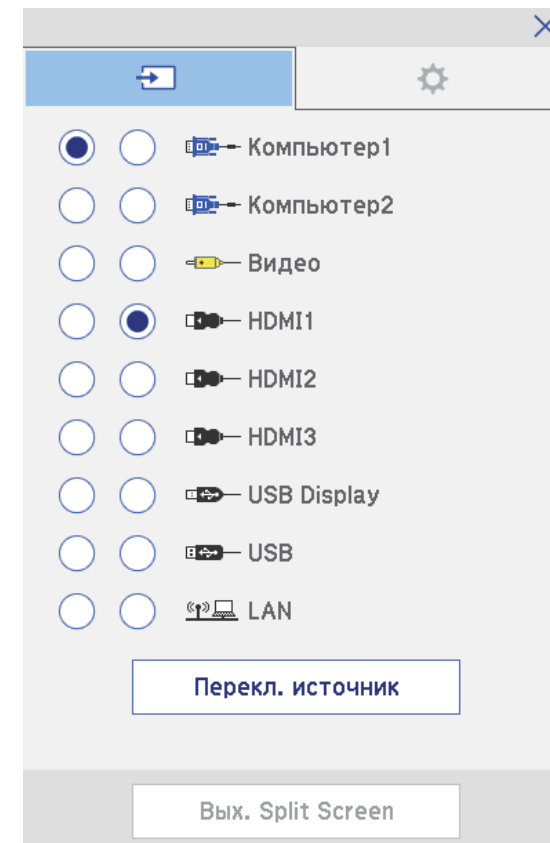 Компьютер1
Компьютер2
Видео
HDMI1
HDMI2
HDMI3
USB Display
USB
LAN
Перекл. источник
Вых. Split Screen